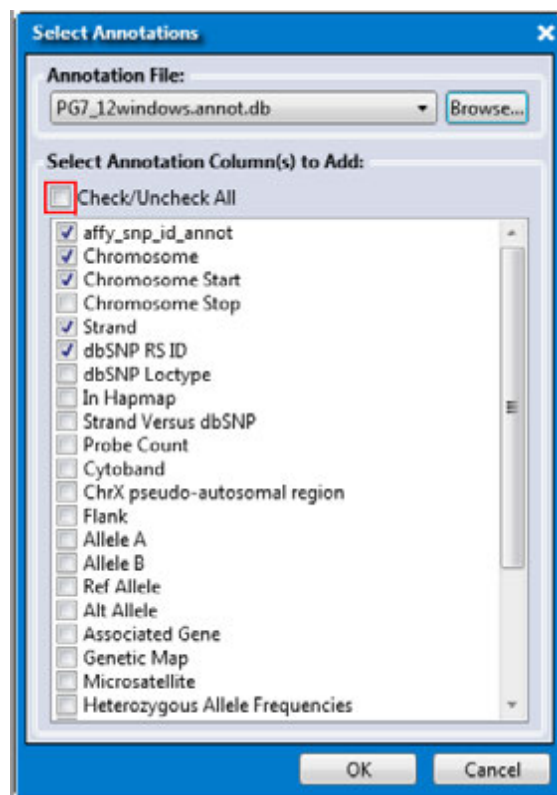 Select Annotations
Annotation File:
PG7_12windows.annot.db
Browse...
Select Annotation Column(s) to Add:
Check/Uncheck All
affy_snp_id_annot
Chromosome
Chromosome Start
Chromosome Stop
Strand
dbSNP RS ID
dbSNP Loctype
In Hapmap
Strand Versus dbSNP
Probe Count
Cytoband
ChrX pseudo-autosomal region
Flank
Allele A
Allele B
Ref Allele
Alt Allele
Associated Gene
Genetic Map
Microsatellite
Heterozygous Allele Frequencies
OK
Cancel